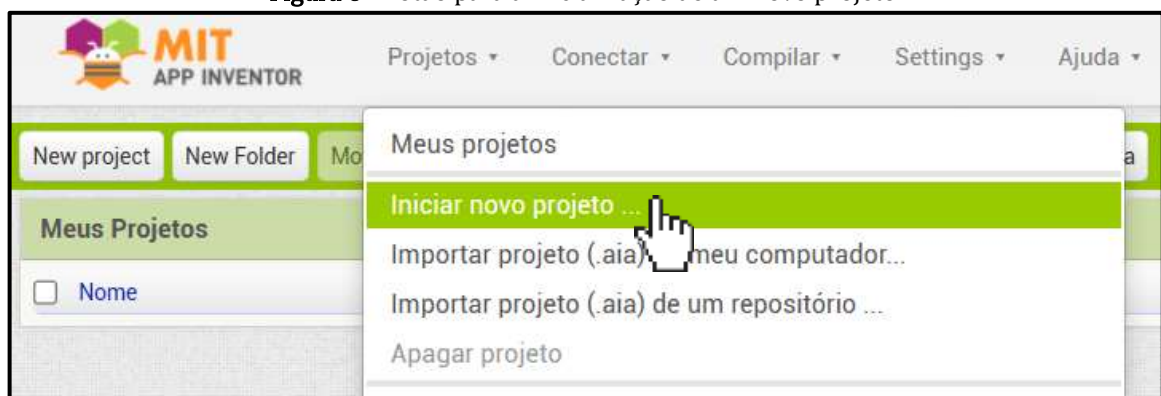 MIT
APP INVENTOR
Projetos Conectar Compilar Settings Ajuda
New project New Folder Mo a
Meus projetos
Iniciar novo projeto ...
Meus Projetos
Importar projeto (.aia) meu computador...
Nome
Importar projeto (.aia) de um repositório ...
Apagar projeto